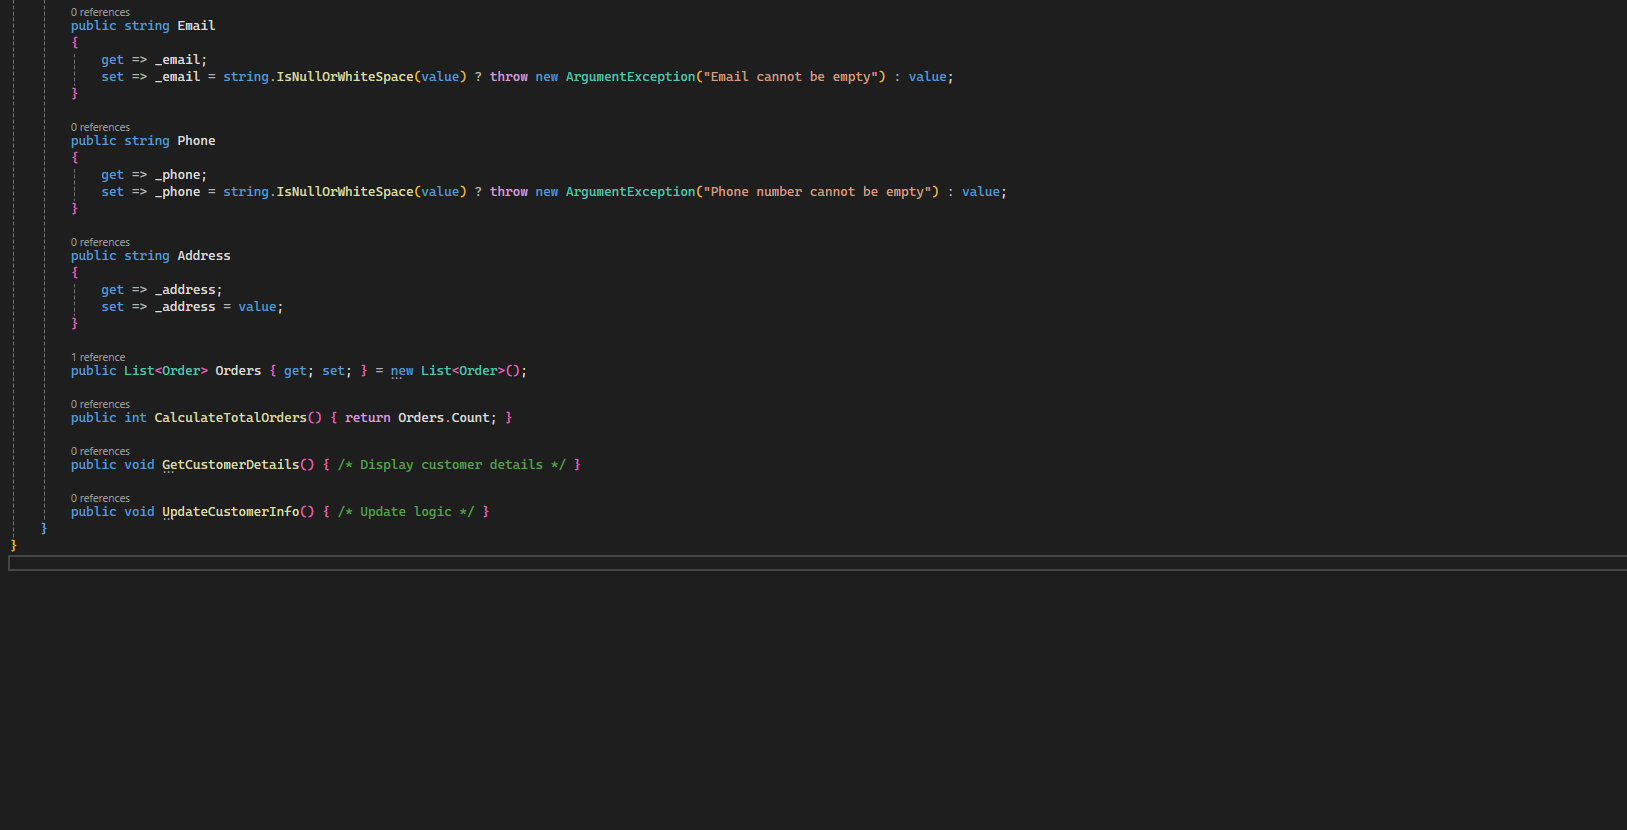 0 references
public string Email
{
get => _email;
set => _email = string.IsNullOrWhiteSpace(value) ? throw new ArgumentException("Email cannot be empty") : value;
}
0 references
public string Phone
{
get => _phone;
set => _phone = string.IsNullOrWhiteSpace(value) ? throw new ArgumentException("Phone number cannot be empty") : value;
}
0 references
public string Address
{
get => _address;
set => _address = value;
}
1 reference
public List<Order> Orders { get; set; } = new List<Order>();
0 references
public int CalculateTotalOrders() { return Orders.Count; }
0 references
public void GetCustomerDetails() { /* Display customer details */ }
0 references
public void UpdateCustomerInfo() { /* Update logic */ }
}
}